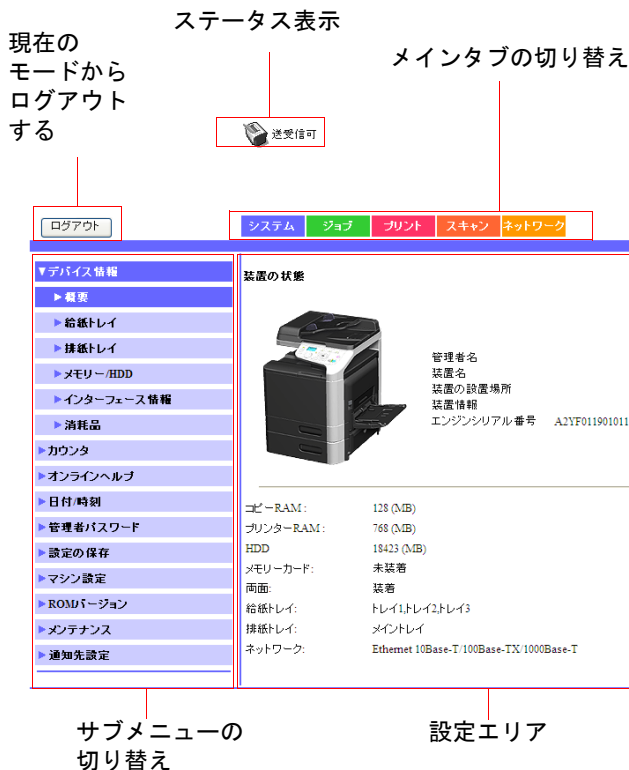 ステータス表示
現在の
モードから
ログアウト
する
メインタブの切り替え
送受信可
ログアウト
システム
ジョブ
プリント
スキャン
ネットワーク
▼デバイス情報
▶概要
▶給紙トレイ
▶排紙トレイ
▶メモリー/HDD
▶インターフェース情報
▶消耗品
▶カウンタ
▶オンラインヘルプ
▶日付/時刻
▶管理者パスワード
▶設定の保存
▶マシン設定
▶ROMバージョン
▶メンテナンス
▶通知先設定
装置の状態
管理者名
装置名
装置の設置場所
装置情報
エンジンシリアル番号 A2YF011901011
コピーRAM: 128 (MB)
プリンターRAM: 768 (MB)
HDD 18423 (MB)
メモリーカード: 未装着
両面: 装着
給紙トレイ: トレイ1,トレイ2,トレイ3
排紙トレイ: メイントレイ
ネットワーク: Ethernet 10Base-T/100Base-TX/1000Base-T
サブメニューの
切り替え
設定エリア